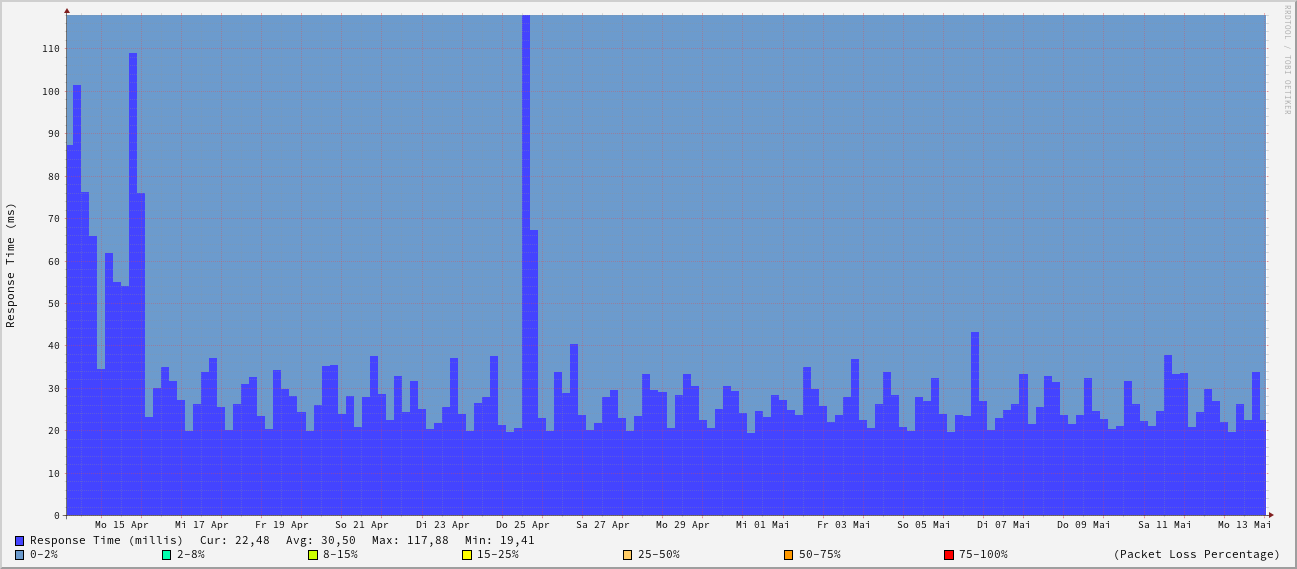 RRDTOOL / TOBI OETIKER
Response Time (ms)
110
100
90
80
70
60
50
40
30
20
10
0
Mo 15 Apr Mi 17 Apr Fr 19 Apr So 21 Apr Di 23 Apr Do 25 Apr Sa 27 Apr Mo 29 Apr Mi 01 Mai Fr 03 Mai So 05 Mai Di 07 Mai Do 09 Mai Sa 11 Mai Mo 13 Mai
Response Time (millis) Cur: 22,48 Avg: 30,50 Max: 117,88 Min: 19,41
0-2% 2-8% 8-15% 15-25% 25-50% 50-75% 75-100% (Packet Loss Percentage)